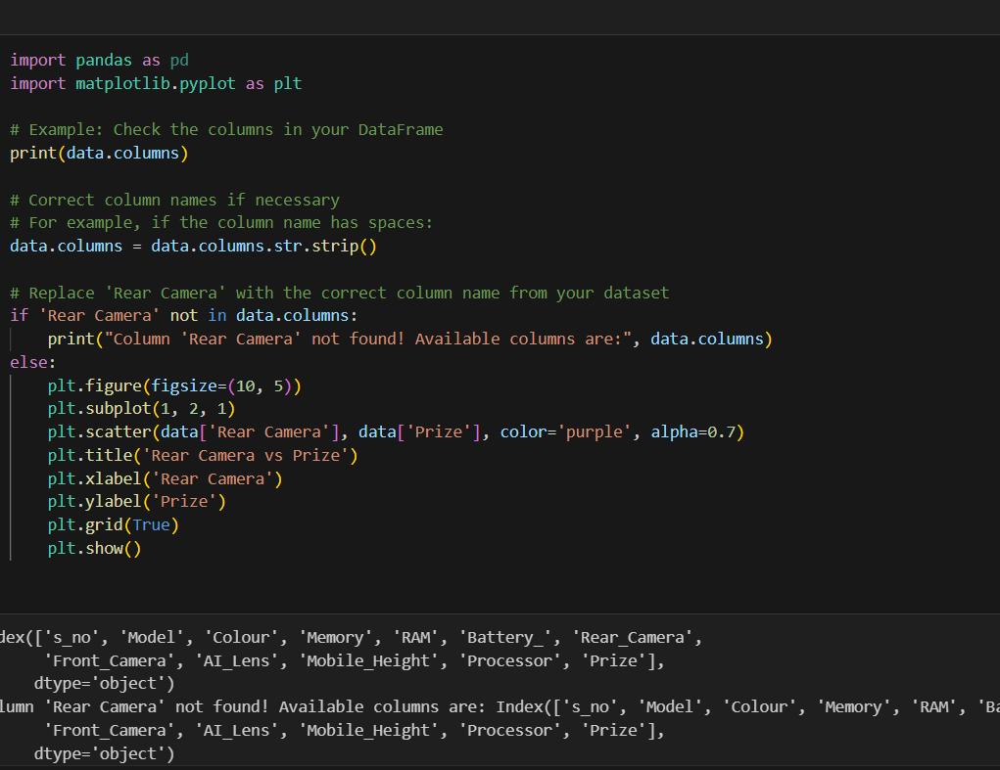 import pandas as pd
import matplotlib.pyplot as plt
# Example: Check the columns in your DataFrame
print(data.columns)
# Correct column names if necessary
# For example, if the column name has spaces:
data.columns = data.columns.str.strip()
# Replace 'Rear Camera' with the correct column name from your dataset
if 'Rear Camera' not in data.columns:
    print("Column 'Rear Camera' not found! Available columns are:", data.columns)
else:
    plt.figure(figsize=(10, 5))
    plt.subplot(1, 2, 1)
    plt.scatter(data['Rear Camera'], data['Prize'], color='purple', alpha=0.7)
    plt.title('Rear Camera vs Prize')
    plt.xlabel('Rear Camera')
    plt.ylabel('Prize')
    plt.grid(True)
    plt.show()
dex(['s_no', 'Model', 'Colour', 'Memory', 'RAM', 'Battery_', 'Rear_Camera',
    'Front_Camera', 'AI_Lens', 'Mobile_Height', 'Processor', 'Prize'],
   dtype='object')
lumn 'Rear Camera' not found! Available columns are: Index(['s_no', 'Model', 'Colour', 'Memory', 'RAM', 'Ba
    'Front_Camera', 'AI_Lens', 'Mobile_Height', 'Processor', 'Prize'],
   dtype='object')